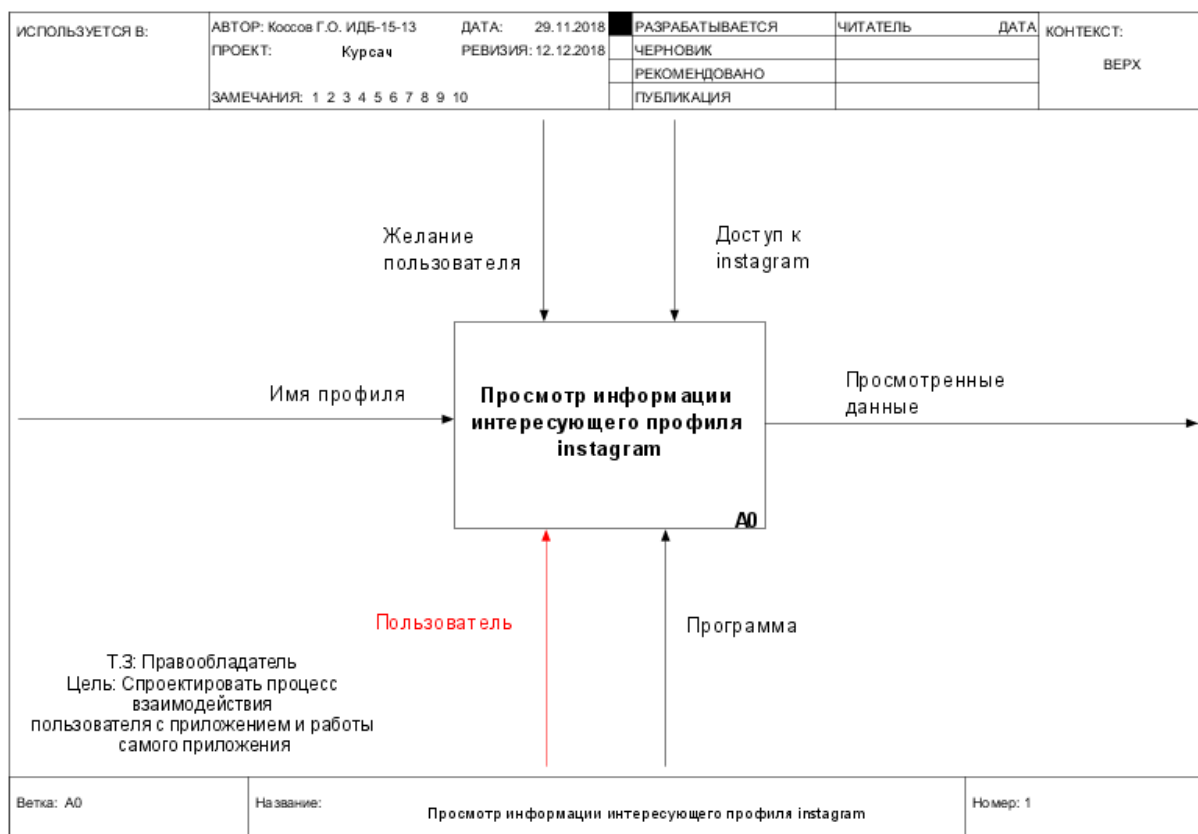 ИСПОЛЬЗУЕТСЯ В:
АВТОР: Коссов Г.О. ИДБ-15-13
ДАТА: 29.11.2018
ПРОЕКТ: Курсач
РЕВИЗИЯ: 12.12.2018
ЗАМЕЧАНИЯ: 1 2 3 4 5 6 7 8 9 10
РАЗРАБАТЫВАЕТСЯ
ЧЕРНОВИК
РЕКОМЕНДОВАНО
ПУБЛИКАЦИЯ
ЧИТАТЕЛЬ ДАТА
КОНТЕКСТ:
ВЕРХ
Желание
пользователя
Доступ к
instagram
Имя профиля
Просмотр информации
интересующего профиля
instagram
A0
Просмотренные
данные
Пользователь
Программа
Т.З: Правообладатель
Цель: Спроектировать процесс
взаимодействия
пользователя с приложением и работы
самого приложения
Ветка: A0
Название:
Просмотр информации интересующего профиля instagram
Номер: 1